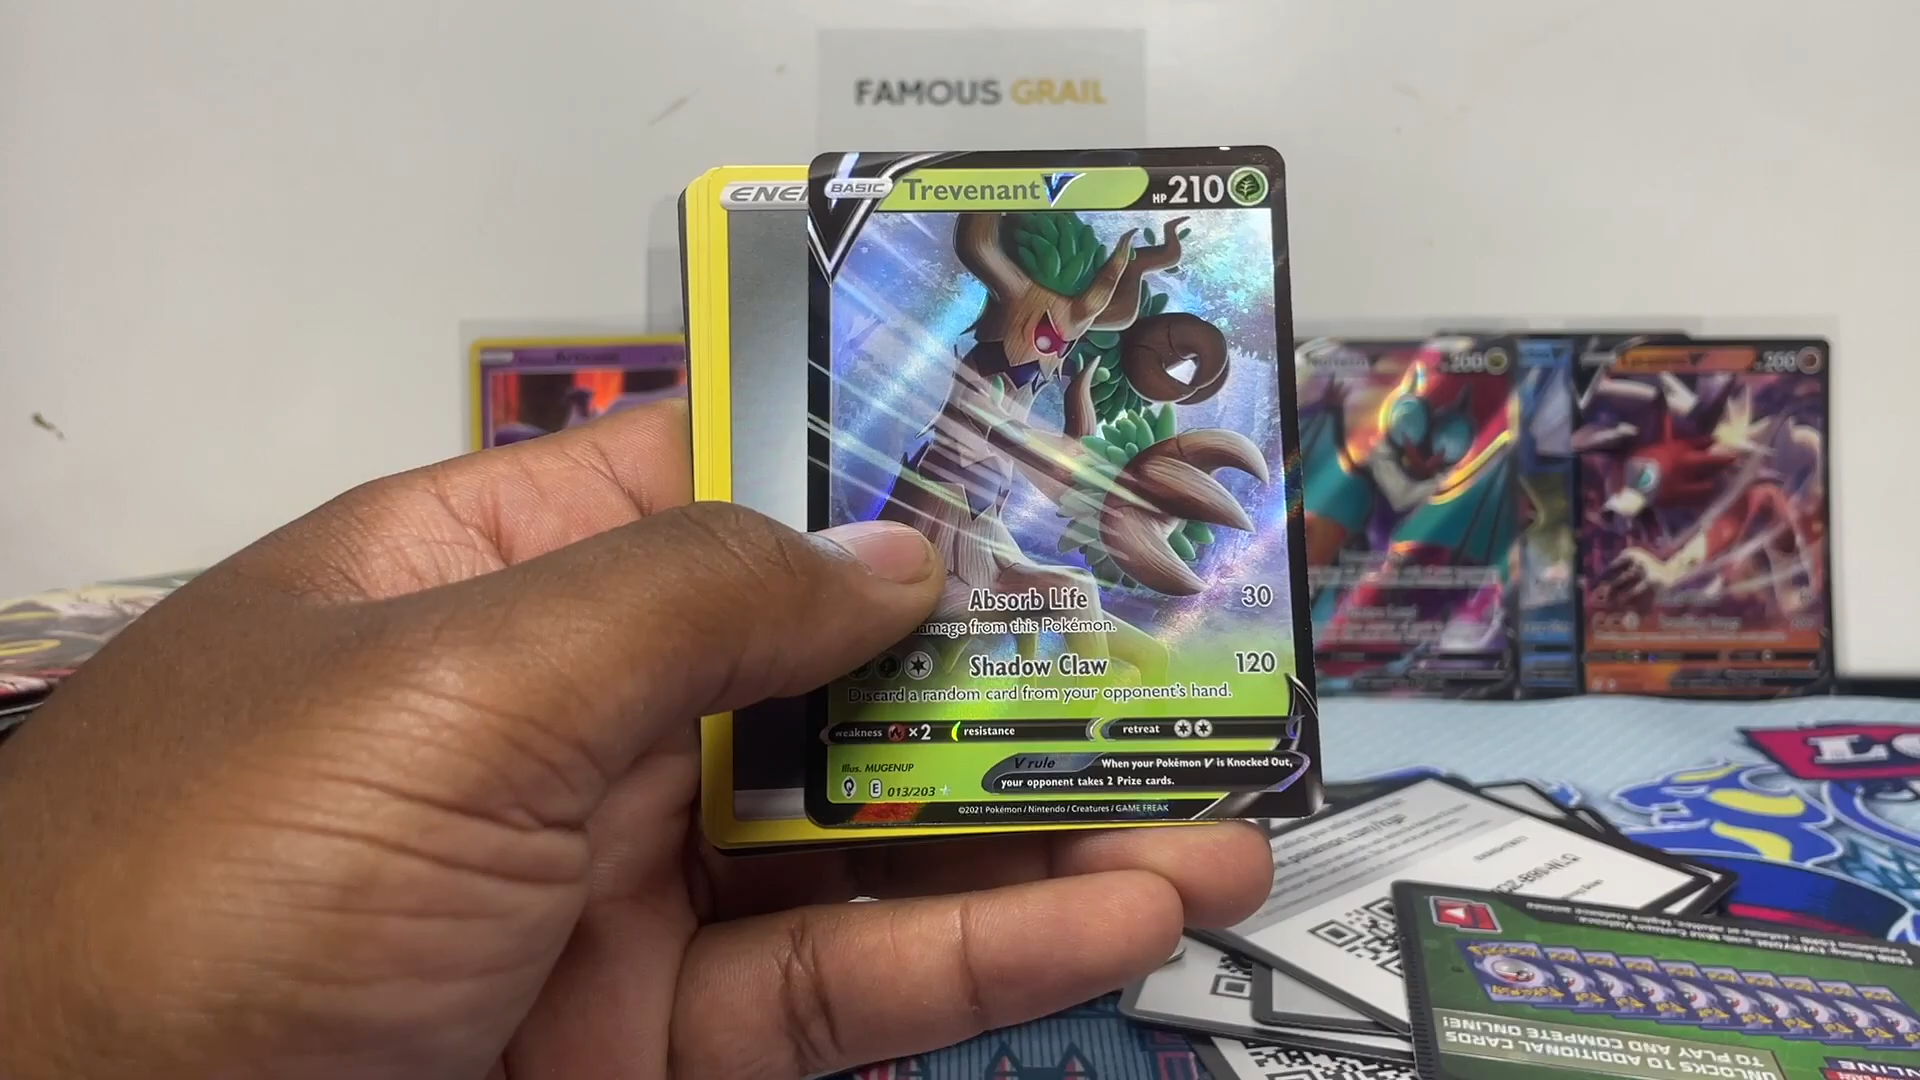 FAMOUS GRAIL
ENE
BASIC
Trevenant V
HP 210
Absorb Life 30
amage from this Pokémon.
Shadow Claw 120
Discard a random card from your opponent's hand.
weakness ×2 resistance retreat
Illus. MUGENUP
V rule When your Pokémon V is Knocked Out,
your opponent takes 2 Prize cards.
E 013/203
©2021 Pokémon / Nintendo / Creatures / GAME FREAK
200
200
LO
UNLOCKS 10 ADDITIONAL CARDS
TO PLAY AND COMPETE ONLINE!